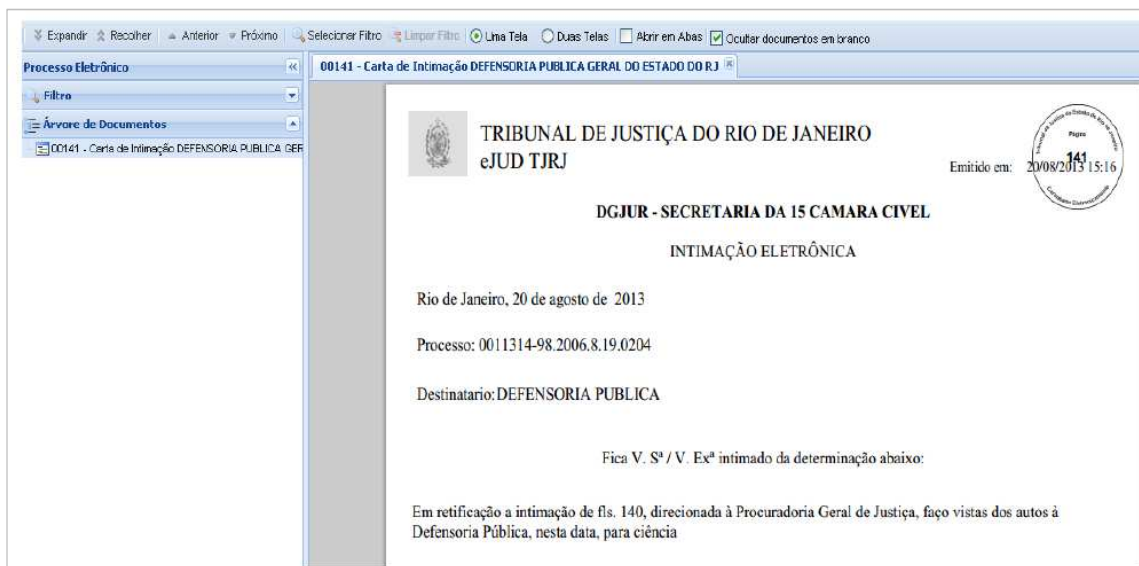 Expandir Recolher Anterior Próximo Selecionar Filtro Limpar Filtro Uma Tela Duas Telas Abrir em Abas Ocultar documentos em branco
Processo Eletrônico
00141 - Carta de Intimação DEFENSORIA PUBLICA GERAL DO ESTADO DO RJ
Filtro
Árvore de Documentos
00141 - Carta de Intimação DEFENSORIA PUBLICA GER
TRIBUNAL DE JUSTIÇA DO RIO DE JANEIRO
eJUD TJRJ
Página
141
Emitido em: 20/08/2013 15:16
DGJUR - SECRETARIA DA 15 CAMARA CIVEL
INTIMAÇÃO ELETRÔNICA
Rio de Janeiro, 20 de agosto de 2013
Processo: 0011314-98.2006.8.19.0204
Destinatario: DEFENSORIA PUBLICA
Fica V. Sª / V. Exª intimado da determinação abaixo:
Em retificação a intimação de fls. 140, direcionada à Procuradoria Geral de Justiça, faço vistas dos autos à
Defensoria Pública, nesta data, para ciência